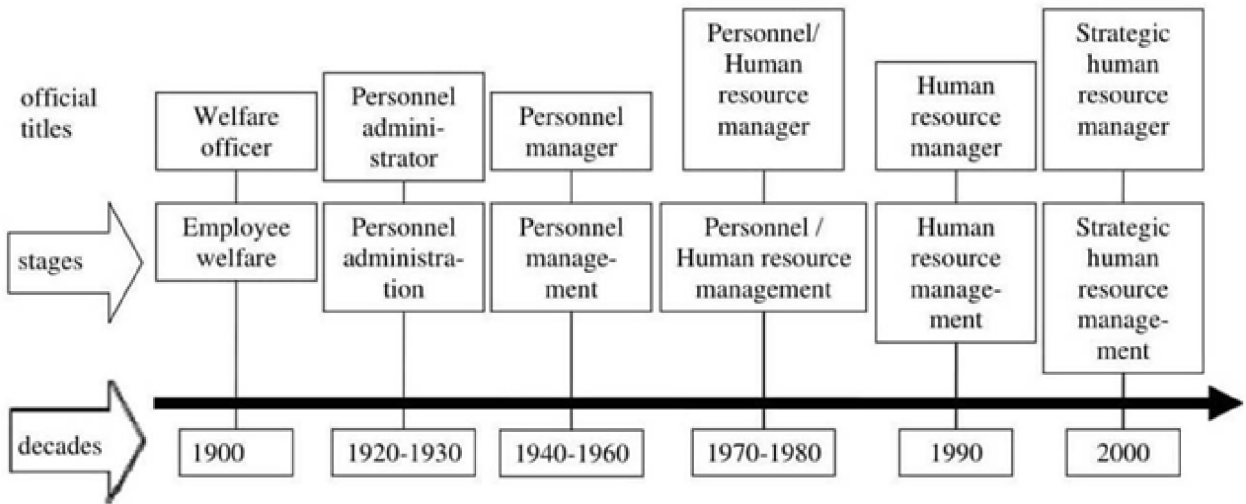 official
titles
Welfare
officer
Personnel
admini-
strator
Personnel
manager
Personnel/
Human
resource
manager
Human
resource
manager
Strategic
human
resource
manager
stages
Employee
welfare
Personnel
administra-
tion
Personnel
manage-
ment
Personnel /
Human resource
management
Human
resource
manage-
ment
Strategic
human
resource
manage-
ment
decades
1900
1920-1930
1940-1960
1970-1980
1990
2000